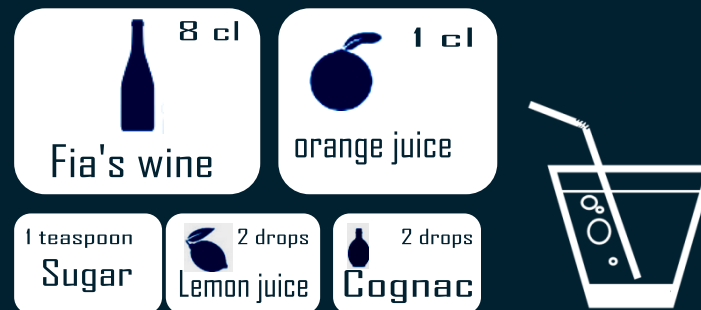 8 cl
Fia's wine
1 cl
orange juice
1 teaspoon
Sugar
2 drops
Lemon juice
2 drops
Cognac